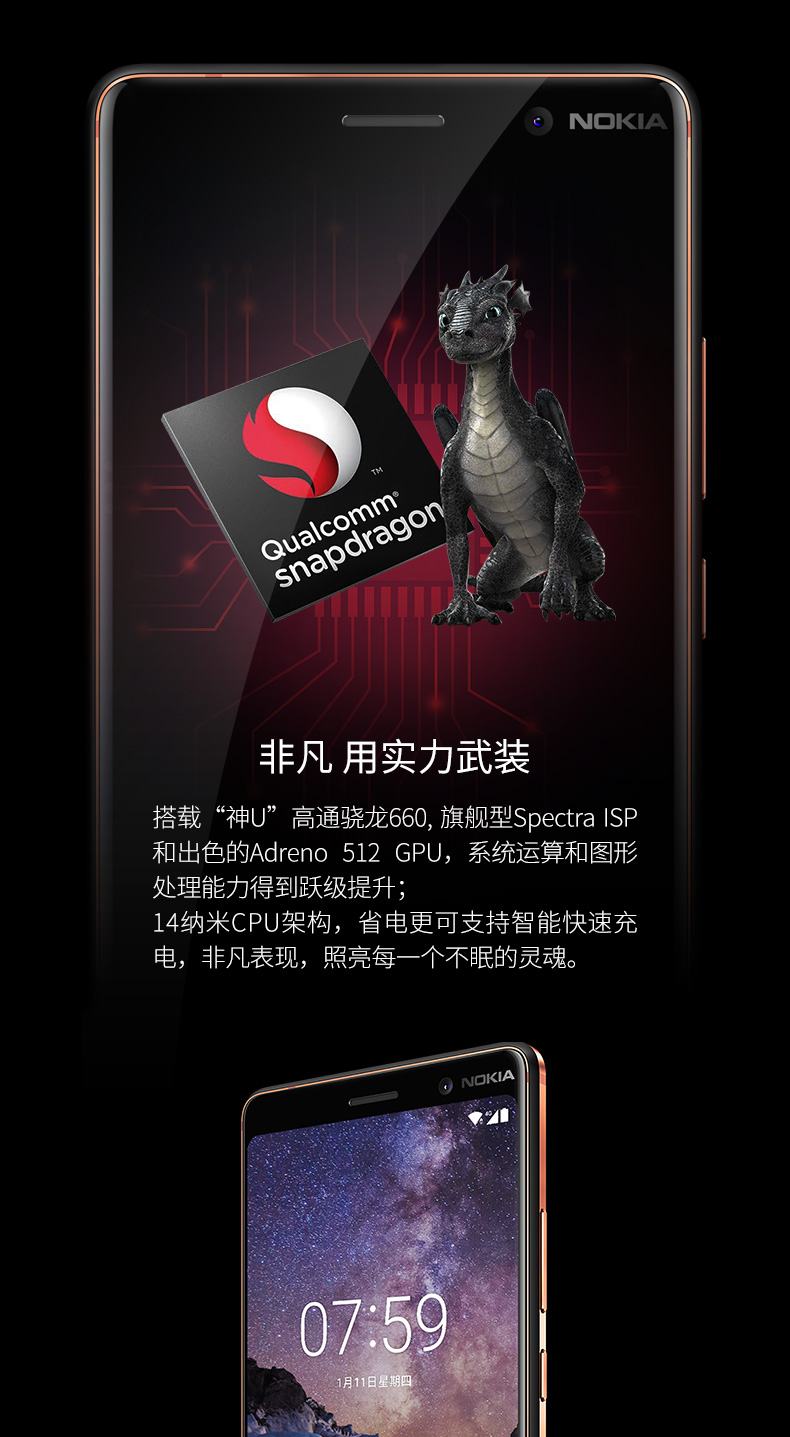 NOKIA
TM
Qualcomm®
snapdragon
非凡 用实力武装
搭载“神U”高通骁龙660, 旗舰型Spectra ISP
和出色的Adreno 512 GPU，系统运算和图形
处理能力得到跃级提升；
14纳米CPU架构，省电更可支持智能快速充
电，非凡表现，照亮每一个不眠的灵魂。
NOKIA
4G
07:59
1月11日星期四